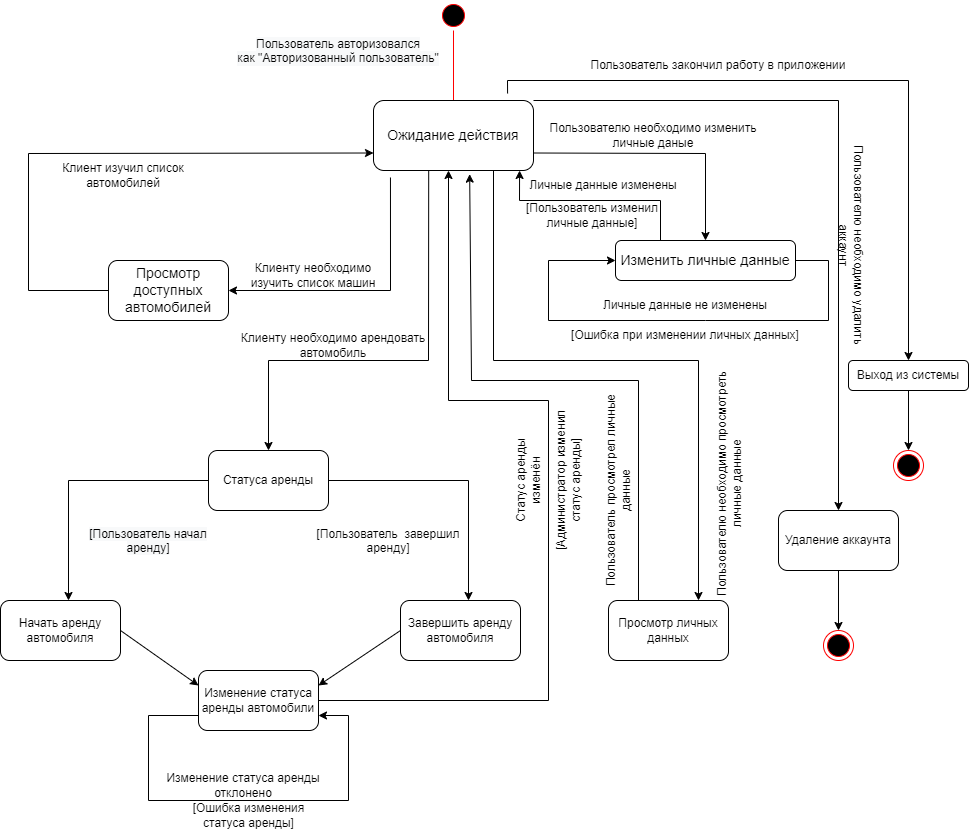 Пользователь авторизовался
как "Авторизованный пользователь"
Пользователь закончил работу в приложении
Ожидание действия
Пользователю необходимо изменить
личные даные
Клиент изучил список
автомобилей
Личные данные изменены
[Пользователь изменил
личные данные]
Пользователю необходимо удалить
аккаунт
Просмотр
доступных
автомобилей
Клиенту необходимо
изучить список машин
Изменить личные данные
Личные данные не изменены
[Ошибка при изменении личных данных]
Клиенту необходимо арендовать
автомобиль
Выход из системы
Статуса аренды
Статус аренды
изменён
[Администратор изменил
статус аренды]
Пользователь просмотрел личные
данные
Пользователю необходимо просмотреть
личные данные
[Пользователь начал
аренду]
[Пользователь завершил
аренду]
Удаление аккаунта
Начать аренду
автомобиля
Завершить аренду
автомобиля
Просмотр личных
данных
Изменение статуса
аренды автомобили
Изменение статуса аренды
отклонено
[Ошибка изменения
статуса аренды]